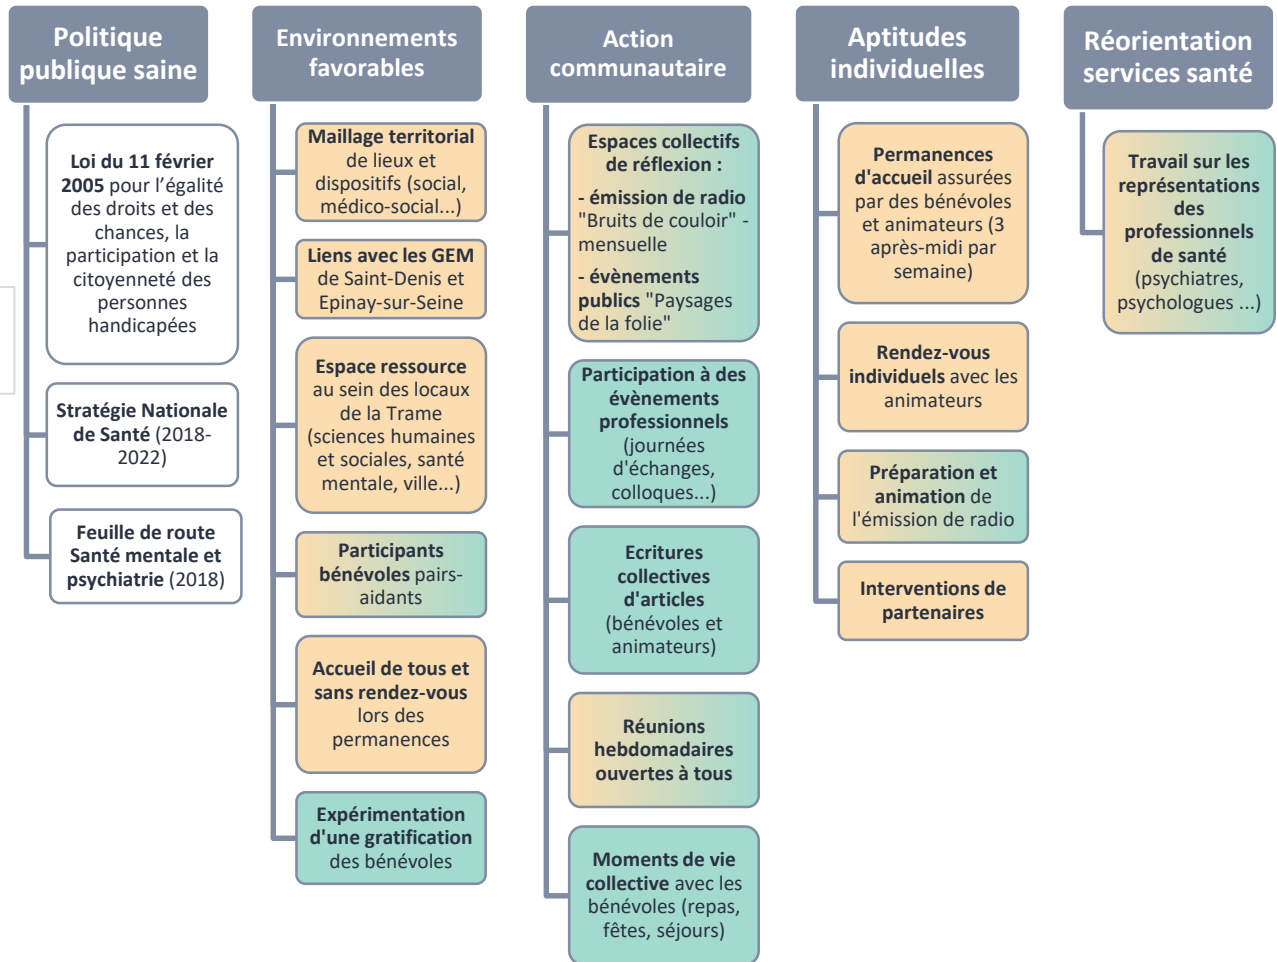 Politique
publique saine
Loi du 11 février
2005 pour l'égalité
des droits et des
chances, la
participation et la
citoyenneté des
personnes
handicapées
Stratégie Nationale
de Santé (2018-
2022)
Feuille de route
Santé mentale et
psychiatrie (2018)
Environnements
favorables
Maillage territorial
de lieux et
dispositifs (social,
médico-social...)
Liens avec les GEM
de Saint-Denis et
Epinay-sur-Seine
Espace ressource
au sein des locaux
de la Trame
(sciences humaines
et sociales, santé
mentale, ville...)
Participants
bénévoles pairs-
aidants
Accueil de tous et
sans rendez-vous
lors des
permanences
Expérimentation
d'une gratification
des bénévoles
Action
communautaire
Espaces collectifs
de réflexion :
- émission de radio
"Bruits de couloir" -
mensuelle
- évènements
publics "Paysages
de la folie"
Participation à des
évènements
professionnels
(journées
d'échanges,
colloques...)
Ecritures
collectives
d'articles
(bénévoles et
animateurs)
Réunions
hebdomadaires
ouvertes à tous
Moments de vie
collective avec les
bénévoles (repas,
fêtes, séjours)
Aptitudes
individuelles
Permanences
d'accueil assurées
par des bénévoles
et animateurs (3
après-midi par
semaine)
Rendez-vous
individuels avec les
animateurs
Préparation et
animation de
l'émission de radio
Interventions de
partenaires
Réorientation
services santé
Travail sur les
représentations
des
professionnels
de santé
(psychiatres,
psychologues ...)